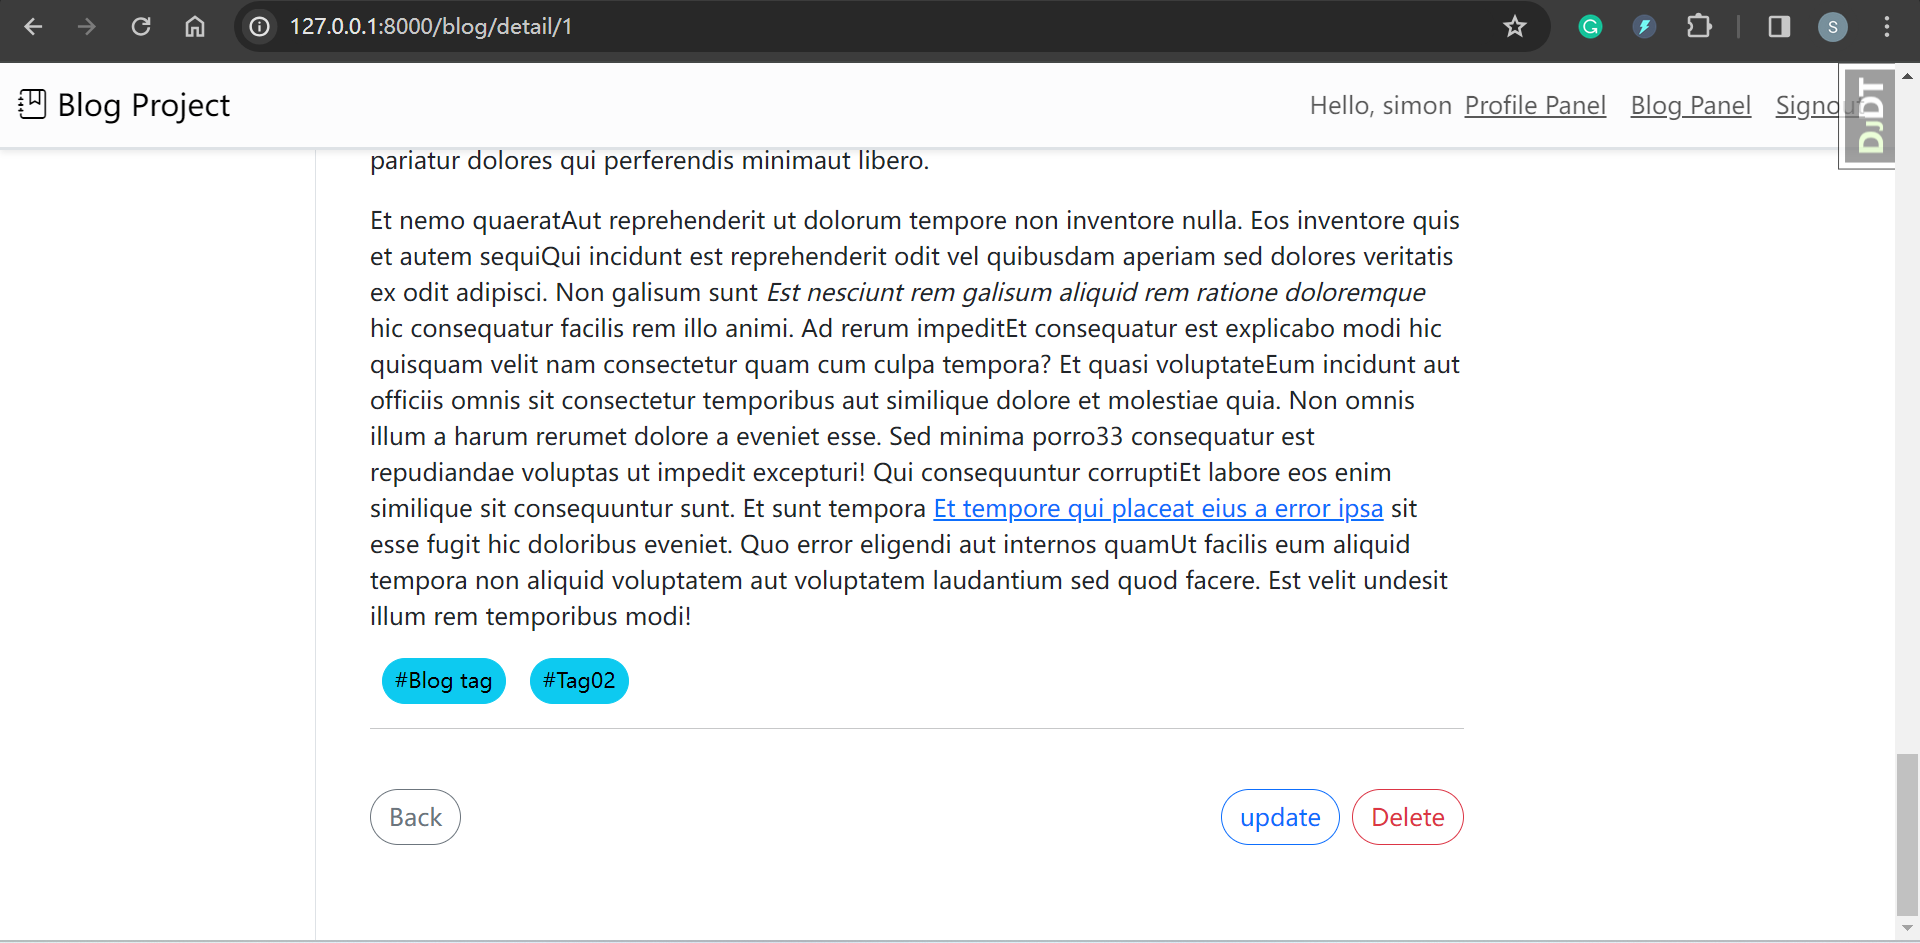 127.0.0.1:8000/blog/detail/1
S
Blog Project
Hello, simon Profile Panel Blog Panel Signout
DJDT
pariatur dolores qui perferendis minimaut libero.
Et nemo quaeratAut reprehenderit ut dolorum tempore non inventore nulla. Eos inventore quis
et autem sequiQui incidunt est reprehenderit odit vel quibusdam aperiam sed dolores veritatis
ex odit adipisci. Non galisum sunt Est nesciunt rem galisum aliquid rem ratione doloremque
hic consequatur facilis rem illo animi. Ad rerum impeditEt consequatur est explicabo modi hic
quisquam velit nam consectetur quam cum culpa tempora? Et quasi voluptateEum incidunt aut
officiis omnis sit consectetur temporibus aut similique dolore et molestiae quia. Non omnis
illum a harum rerumet dolore a eveniet esse. Sed minima porro33 consequatur est
repudiandae voluptas ut impedit excepturi! Qui consequuntur corruptiEt labore eos enim
similique sit consequuntur sunt. Et sunt tempora Et tempore qui placeat eius a error ipsa sit
esse fugit hic doloribus eveniet. Quo error eligendi aut internos quamUt facilis eum aliquid
tempora non aliquid voluptatem aut voluptatem laudantium sed quod facere. Est velit undesit
illum rem temporibus modi!
#Blog tag #Tag02
Back update Delete